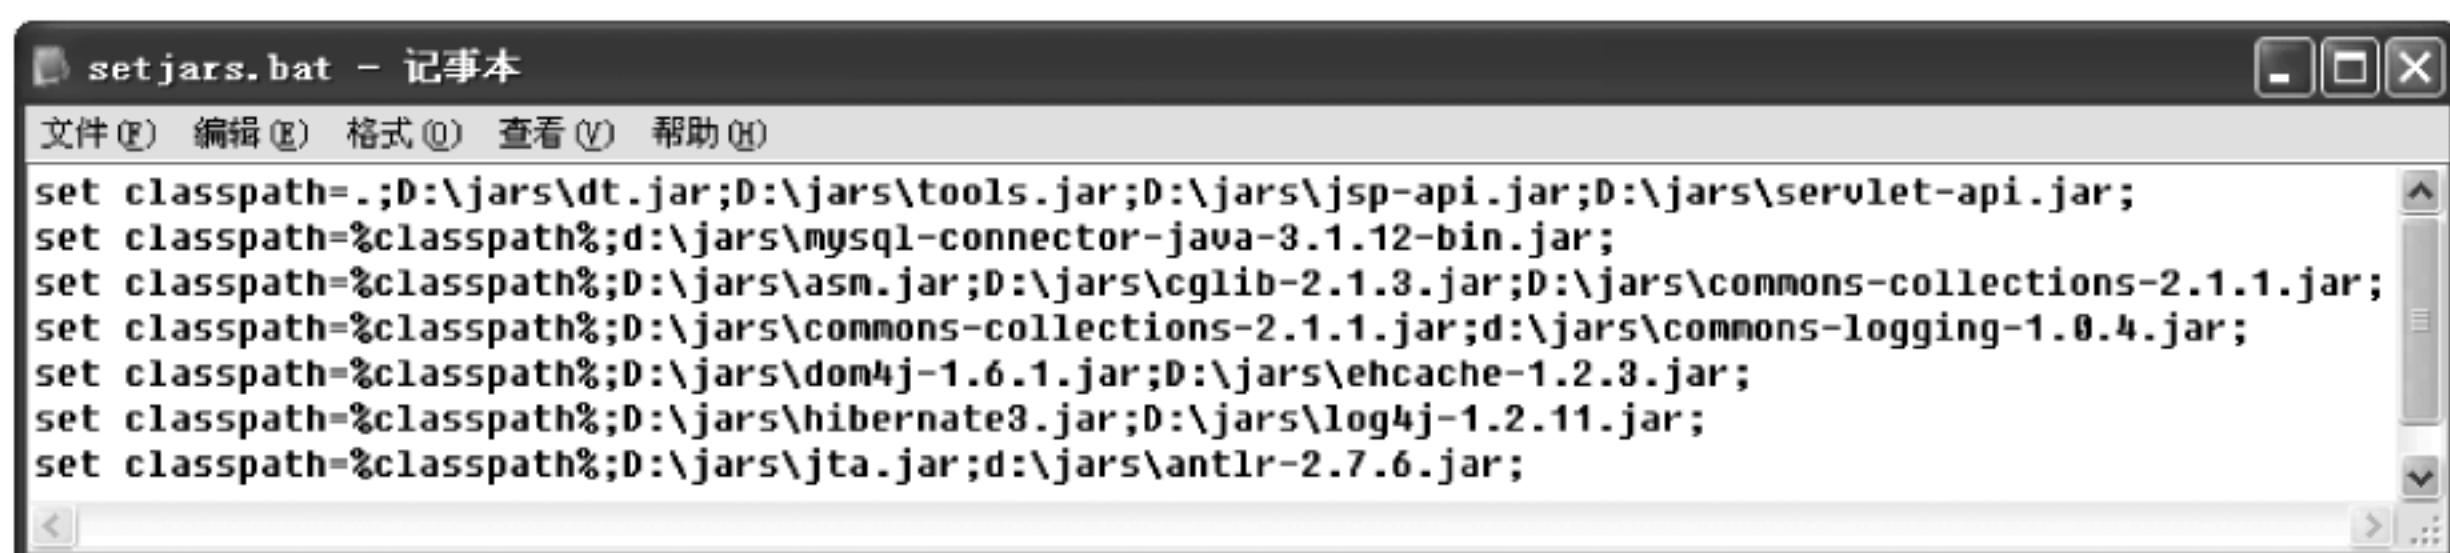 setjars.bat - 记事本
文件(F) 编辑(E) 格式(O) 查看(V) 帮助(H)
set classpath=.;D:\jars\dt.jar;D:\jars\tools.jar;D:\jars\jsp-api.jar;D:\jars\servlet-api.jar;
set classpath=%classpath%;d:\jars\mysql-connector-java-3.1.12-bin.jar;
set classpath=%classpath%;D:\jars\asm.jar;D:\jars\cglib-2.1.3.jar;D:\jars\commons-collections-2.1.1.jar;
set classpath=%classpath%;D:\jars\commons-collections-2.1.1.jar;d:\jars\commons-logging-1.0.4.jar;
set classpath=%classpath%;D:\jars\dom4j-1.6.1.jar;D:\jars\ehcache-1.2.3.jar;
set classpath=%classpath%;D:\jars\hibernate3.jar;D:\jars\log4j-1.2.11.jar;
set classpath=%classpath%;D:\jars\jta.jar;d:\jars\antlr-2.7.6.jar;